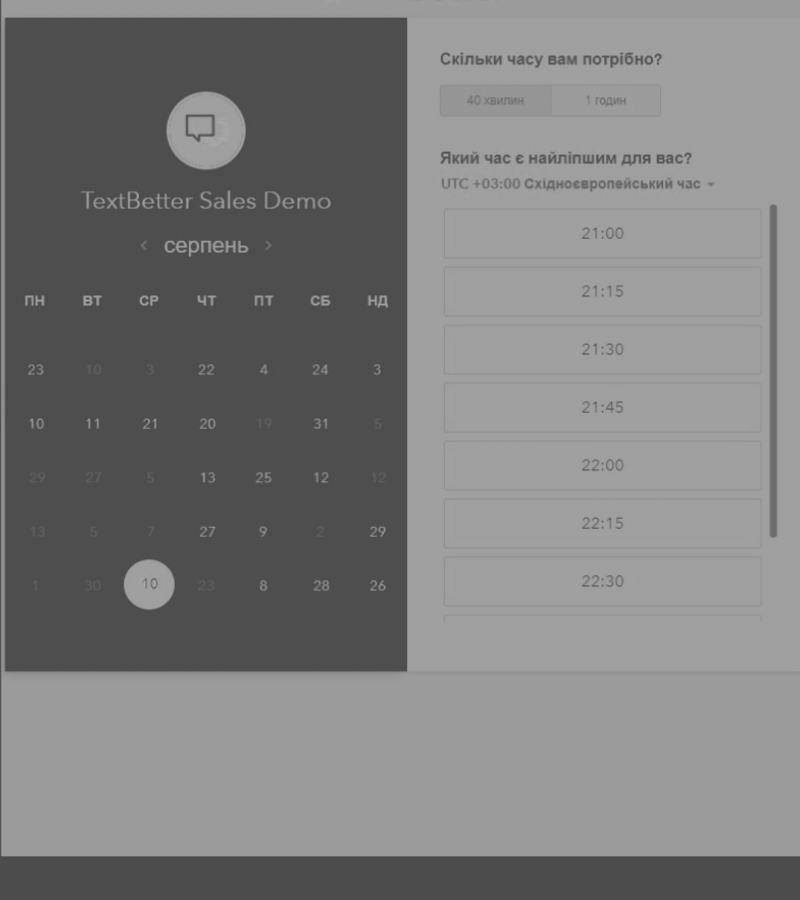 TextBetter Sales Demo
‹ серпень ›
ПН ВТ СР ЧТ ПТ СБ НД
23 10 3 22 4 24 3
10 11 21 20 19 31 5
29 27 5 13 25 12 12
13 5 7 27 9 2 29
1 30 10 23 8 28 26
Скільки часу вам потрібно?
40 хвилин 1 годин
Який час є найліпшим для вас?
UTC +03:00 Східноєвропейський час
21:00
21:15
21:30
21:45
22:00
22:15
22:30